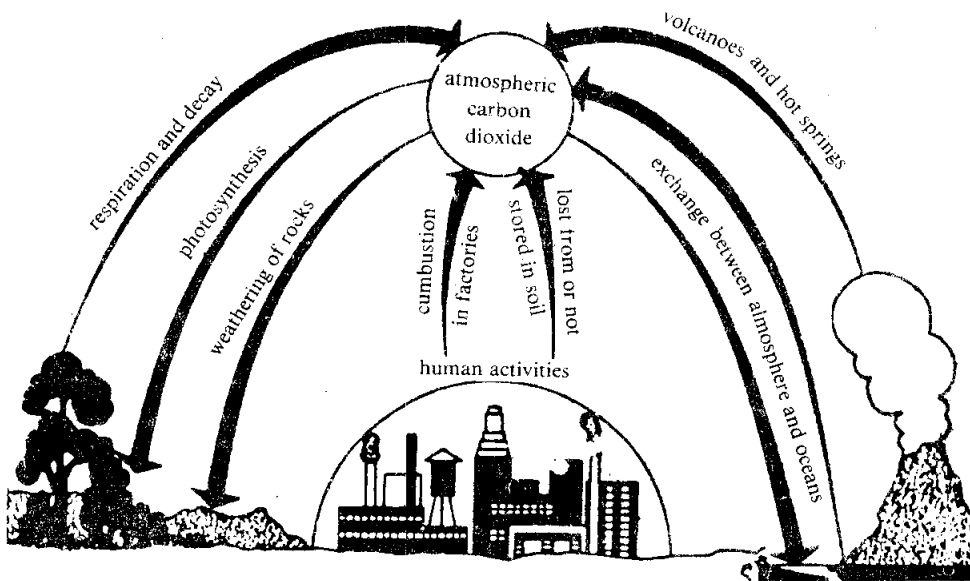 volcanoes and hot springs
atmospheric
carbon
dioxide
respiration and decay
photosynthesis
weathering of rocks
cumbustion
in factories
stored in soil
lost from or not
exchange between almosphere and oceans
human activities